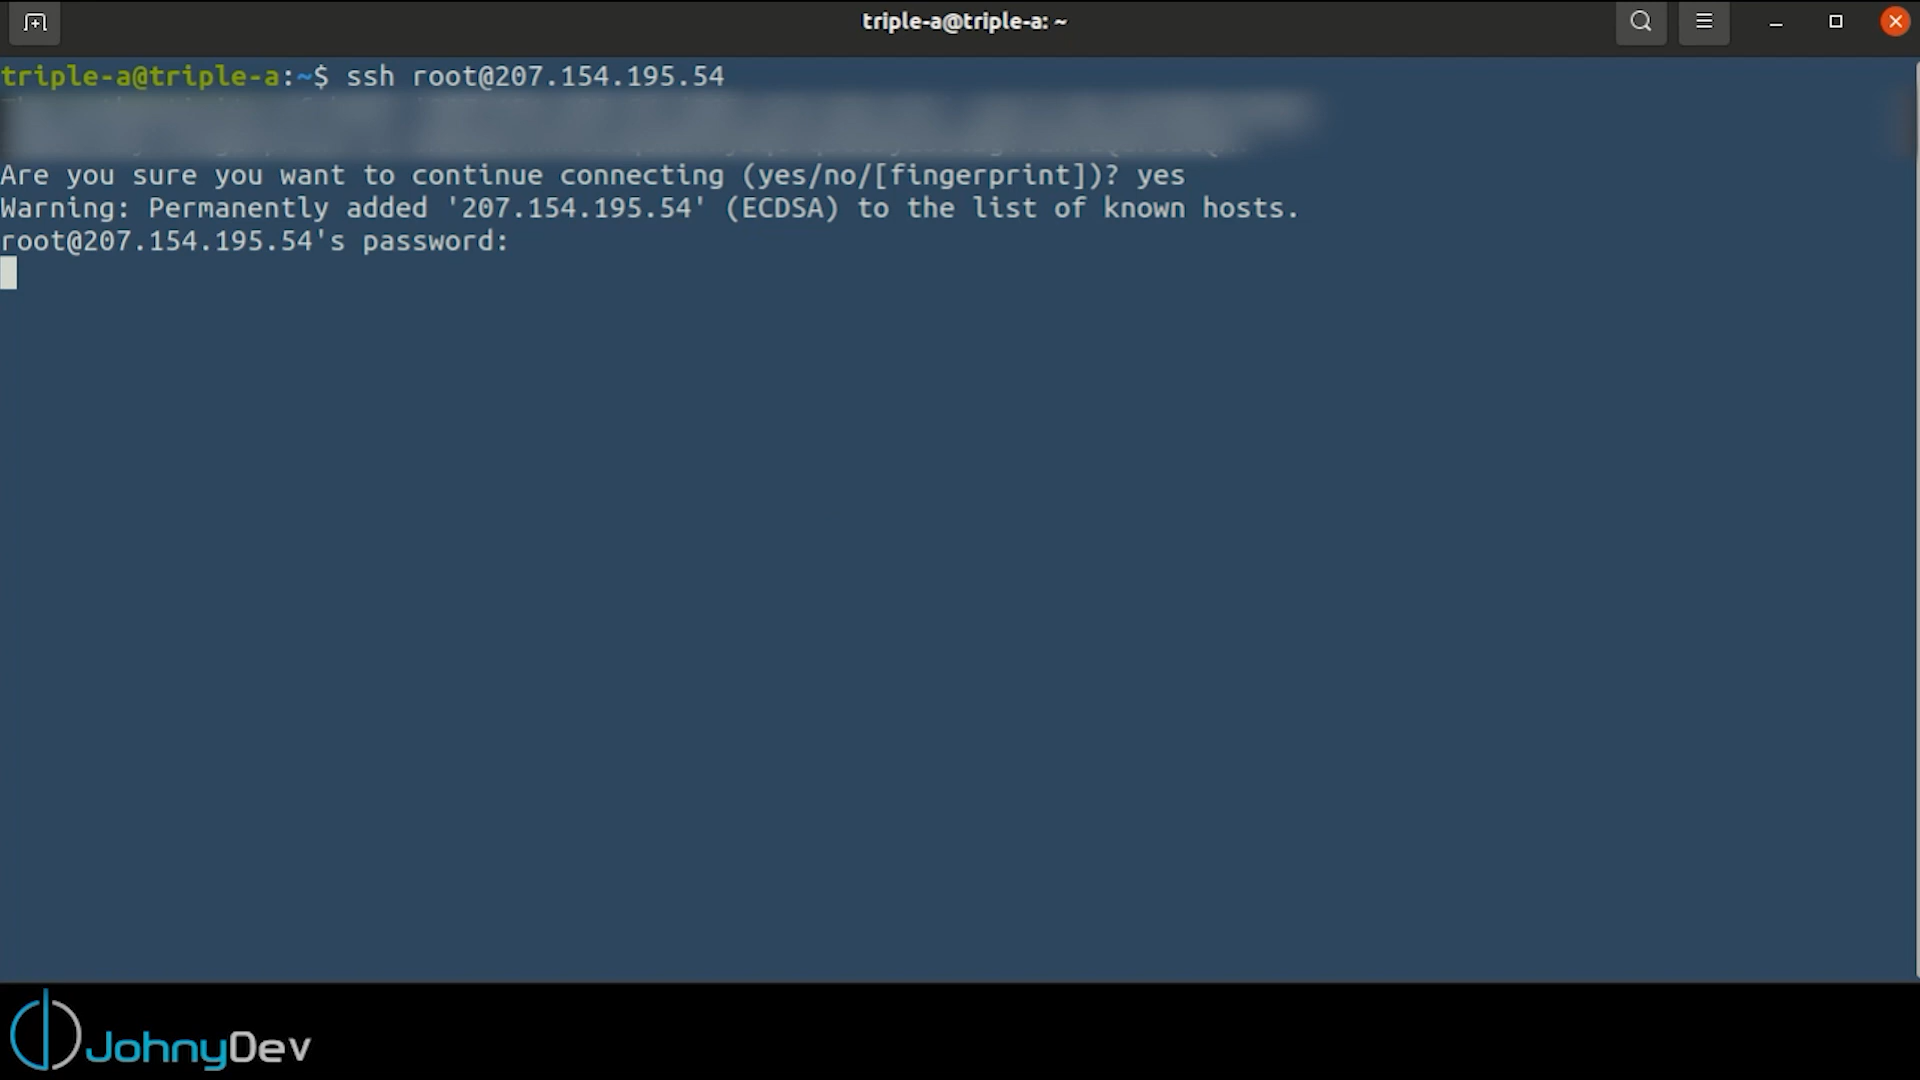 triple-a@triple-a: ~
triple-a@triple-a:~$ ssh root@207.154.195.54
Are you sure you want to continue connecting (yes/no/[fingerprint])? yes
Warning: Permanently added '207.154.195.54' (ECDSA) to the list of known hosts.
root@207.154.195.54's password:
JohnyDev